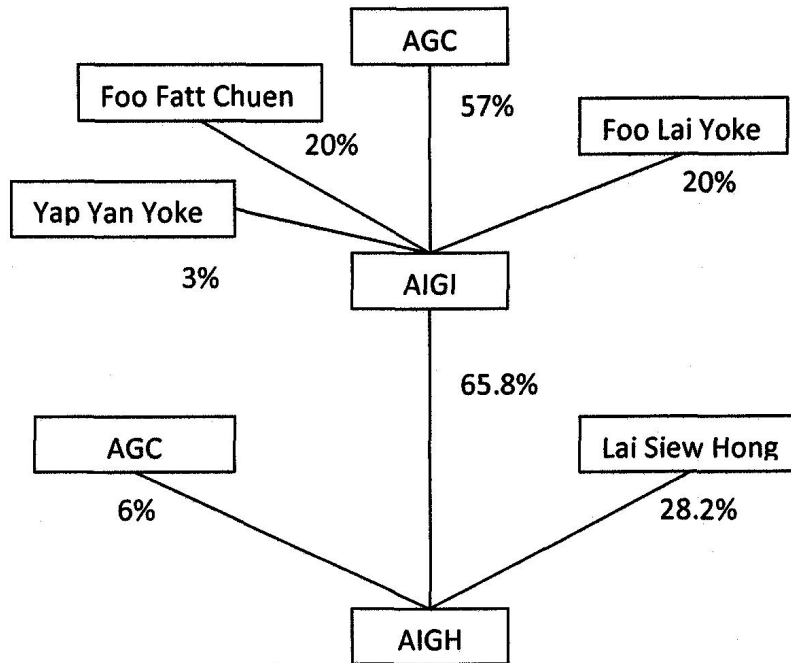 AGC
Foo Fatt Chuen
57%
Foo Lai Yoke
20%
20%
Yap Yan Yoke
3%
AIGI
65.8%
AGC
Lai Siew Hong
6%
28.2%
AIGH